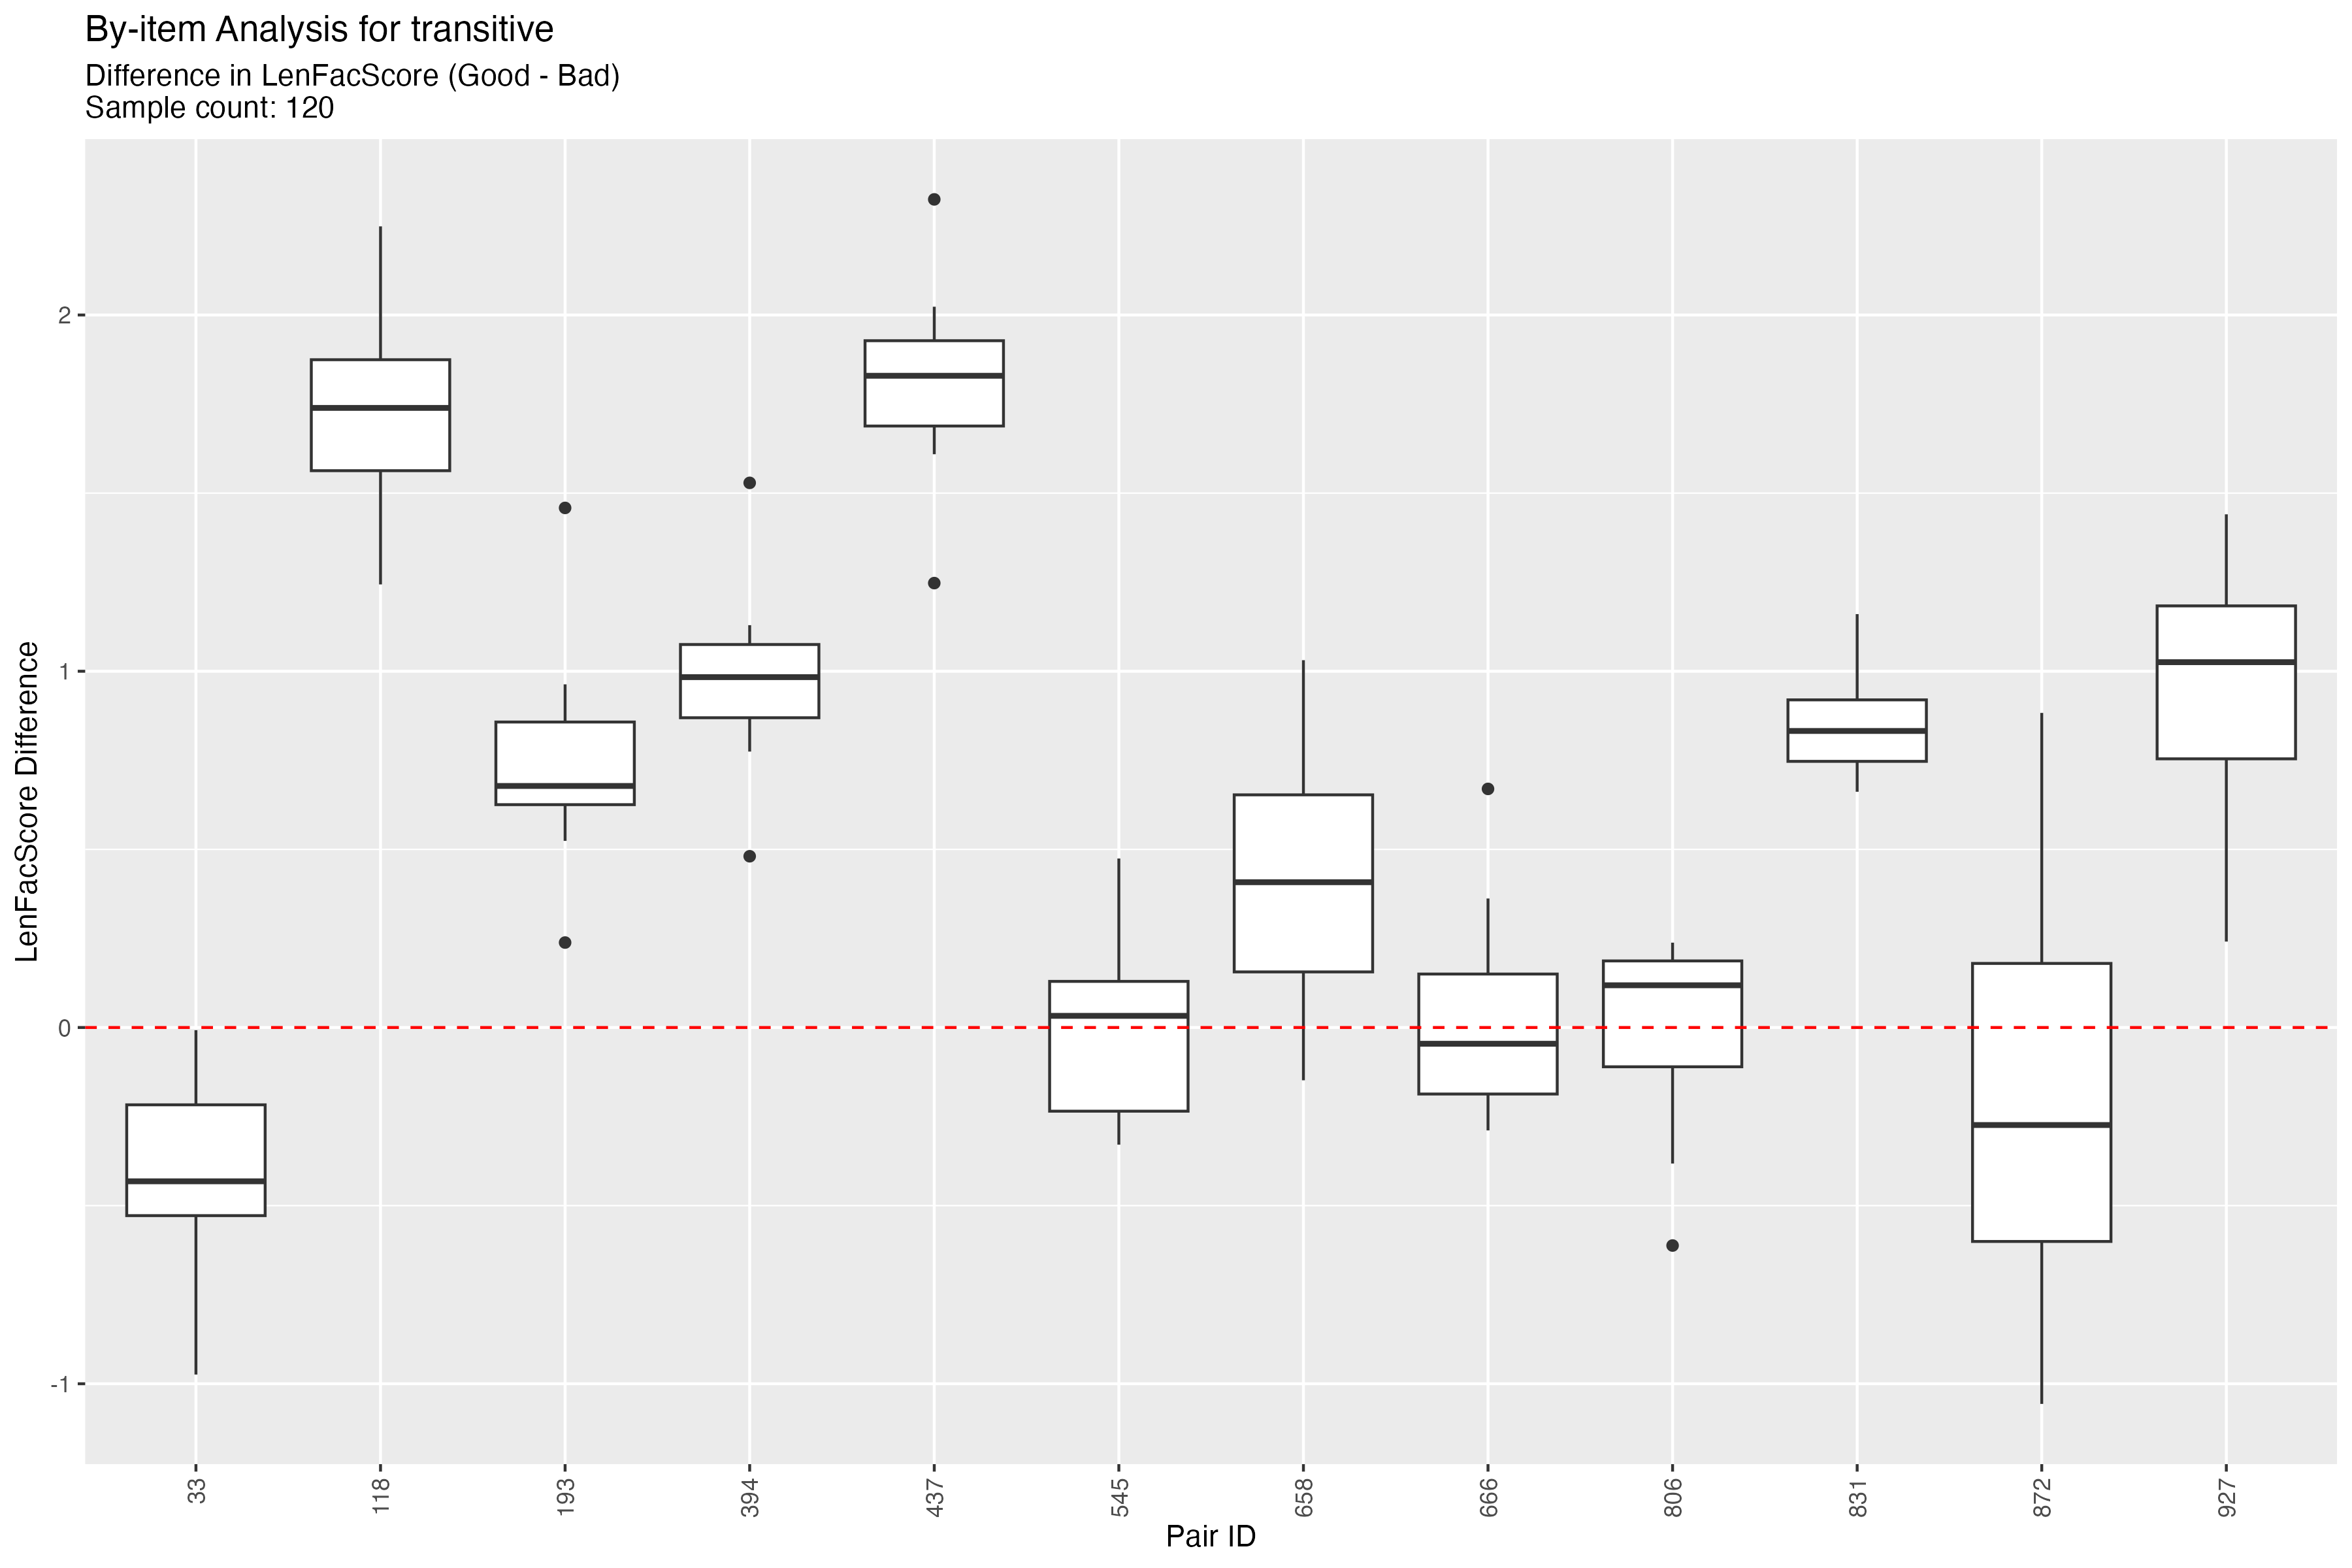 By-item Analysis for transitive
Difference in LenFacScore (Good - Bad)
Sample count: 120
LenFacScore Difference
2
1
0
-1
33 118 193 394 437 545 658 666 806 831 872 927
Pair ID